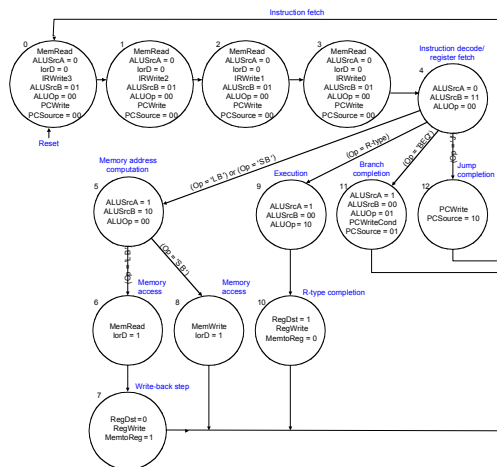 Instruction fetch
0
MemRead
ALUSrcA = 0
IorD = 0
IRWrite3
ALUSrcB = 01
ALUOp = 00
PCWrite
PCSource = 00
1
MemRead
ALUSrcA = 0
IorD = 0
IRWrite2
ALUSrcB = 01
ALUOp = 00
PCWrite
PCSource = 00
2
MemRead
ALUSrcA = 0
IorD = 0
IRWrite1
ALUSrcB = 01
ALUOp = 00
PCWrite
PCSource = 00
3
MemRead
ALUSrcA = 0
IorD = 0
IRWrite0
ALUSrcB = 01
ALUOp = 00
PCWrite
PCSource = 00
Instruction decode/
register fetch
4
ALUSrcA = 0
ALUSrcB = 11
ALUOp = 00
Reset
(Op = 'LB') or (Op = 'SB')
(Op = R-type)
(Op = 'BEQ')
(Op = 'J')
Memory address
computation
5
ALUSrcA = 1
ALUSrcB = 10
ALUOp = 00
Execution
9
ALUSrcA =1
ALUSrcB = 00
ALUOp = 10
Branch
completion
11
ALUSrcA = 1
ALUSrcB = 00
ALUOp = 01
PCWriteCond
PCSource = 01
Jump
completion
12
PCWrite
PCSource = 10
(Op = 'LB')
(Op = 'SB')
Memory
access
6
MemRead
IorD = 1
Memory
access
8
MemWrite
IorD = 1
R-type completion
10
RegDst = 1
RegWrite
MemtoReg = 0
Write-back step
7
RegDst=0
RegWrite
MemtoReg=1